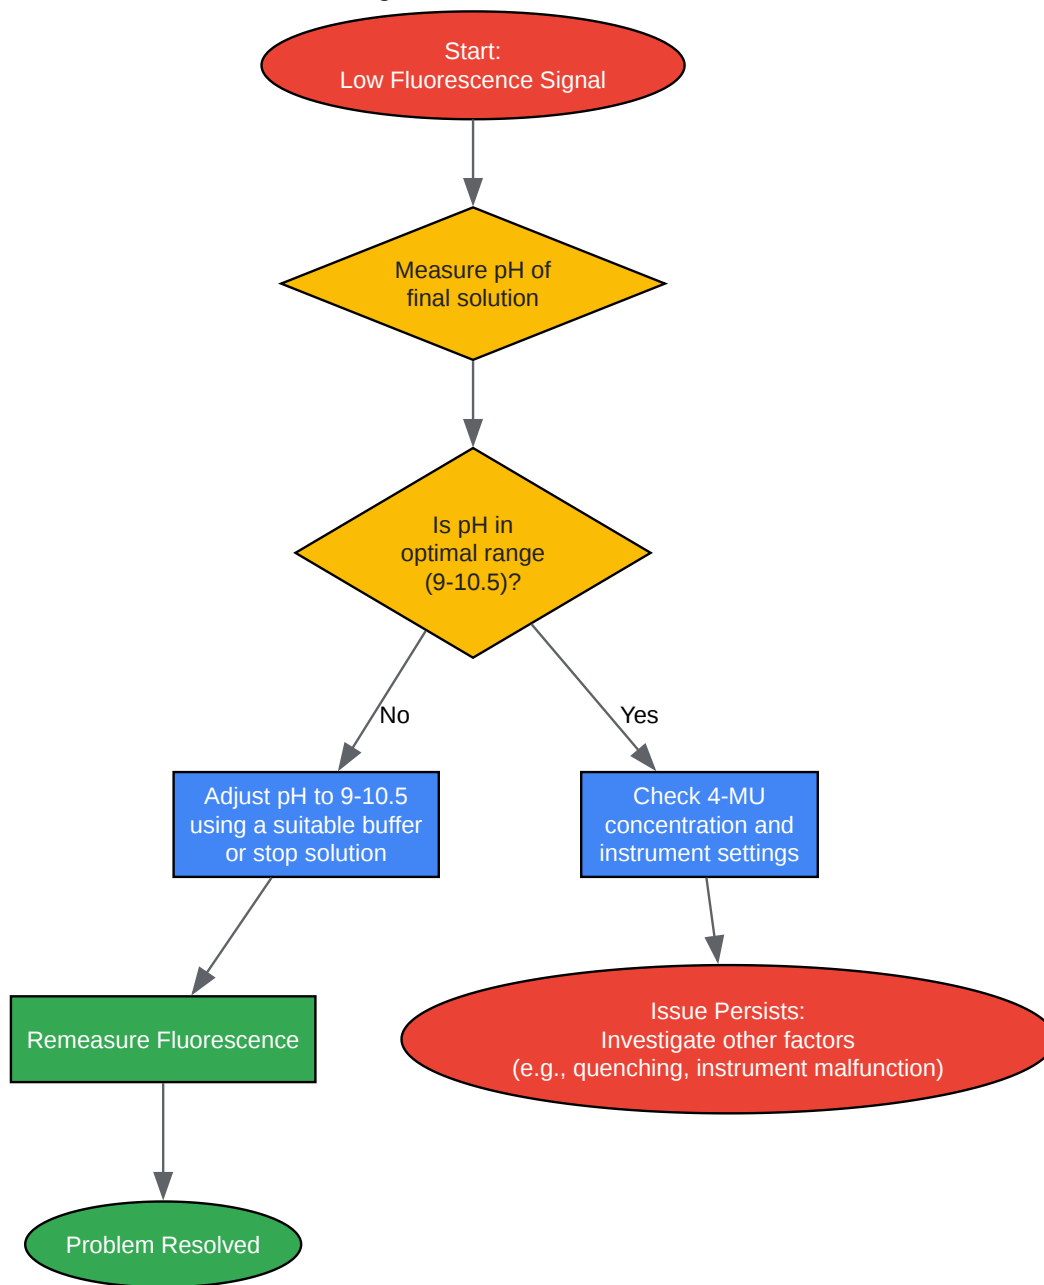 Start:
Low Fluorescence Signal
Measure pH of
final solution
Is pH in
optimal range
(9-10.5)?
No
Yes
Adjust pH to 9-10.5
using a suitable buffer
or stop solution
Check 4-MU
concentration and
instrument settings
Remeasure Fluorescence
Issue Persists:
Investigate other factors
(e.g., quenching, instrument malfunction)
Problem Resolved